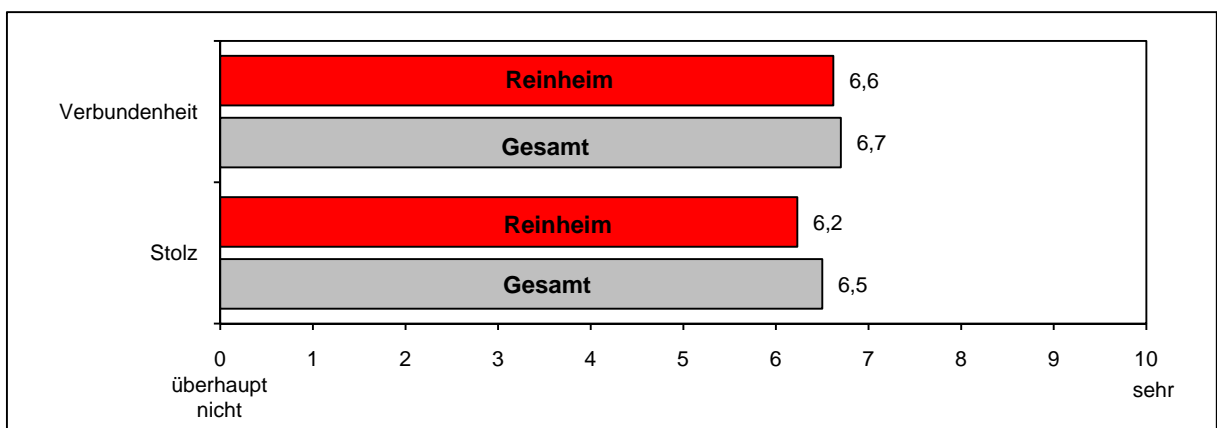 Verbundenheit
Reinheim
6,6
Gesamt
6,7
Stolz
Reinheim
6,2
Gesamt
6,5
0 1 2 3 4 5 6 7 8 9 10
überhaupt
nicht
sehr